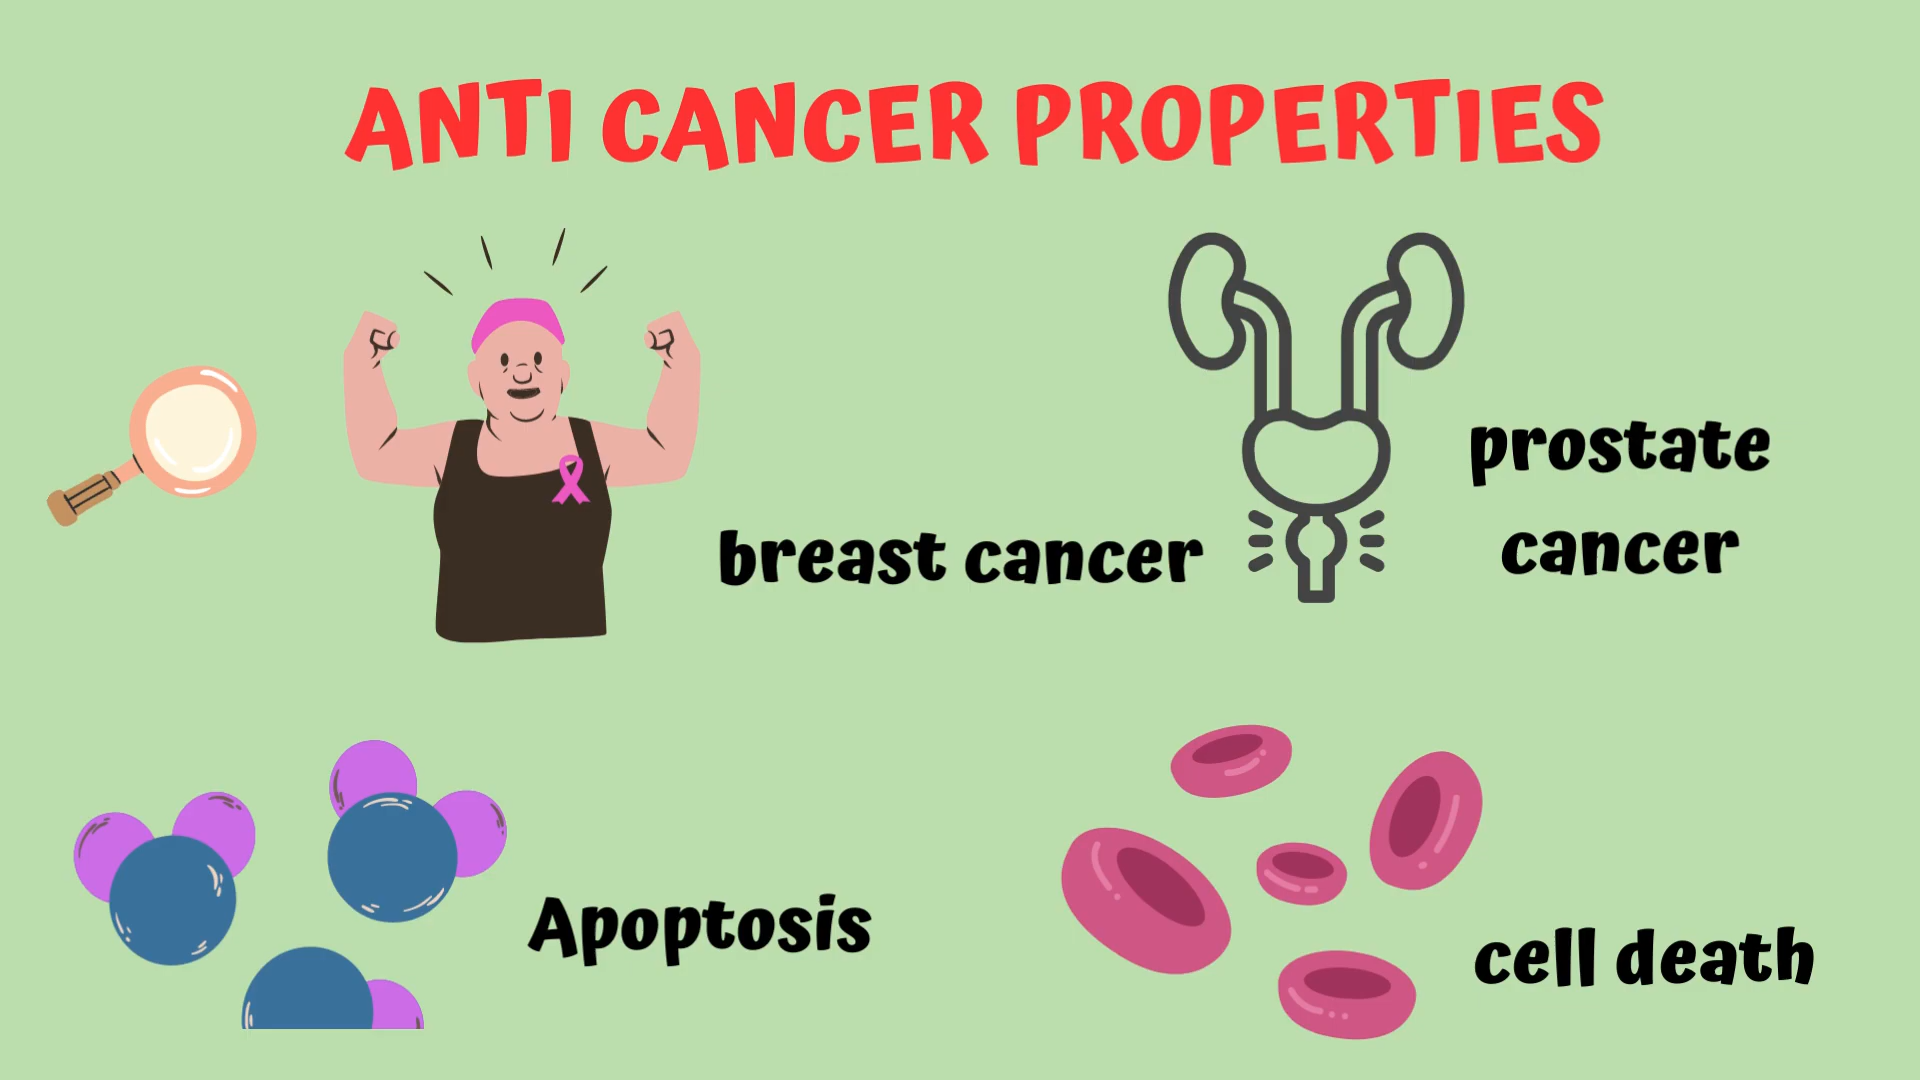 ANTI CANCER PROPERTIES
breast cancer
prostate
cancer
Apoptosis
cell death